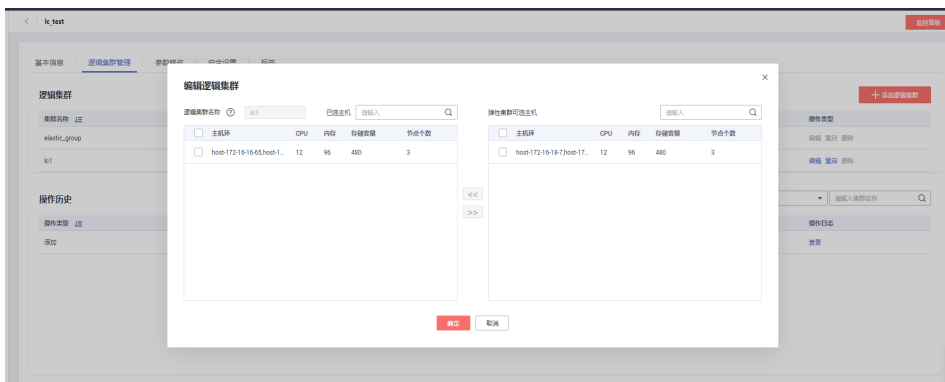 lc_test
监控面板
基本信息 逻辑集群管理 参数修改 安全设置 标签
逻辑集群
添加逻辑集群
集群名称 操作类型
elastic_group 编辑 重启 删除
lc1 编辑 重启 删除
操作历史
请输入集群名称
操作类型 操作日志
添加 查看
编辑逻辑集群
逻辑集群名称 lc1 已选主机 请输入 弹性集群可选主机 请输入
主机环 CPU 内存 存储容量 节点个数 主机环 CPU 内存 存储容量 节点个数
host-172-16-16-65,host-1... 12 96 480 3 host-172-16-18-7,host-17... 12 96 480 3
<<
>>
确定 取消